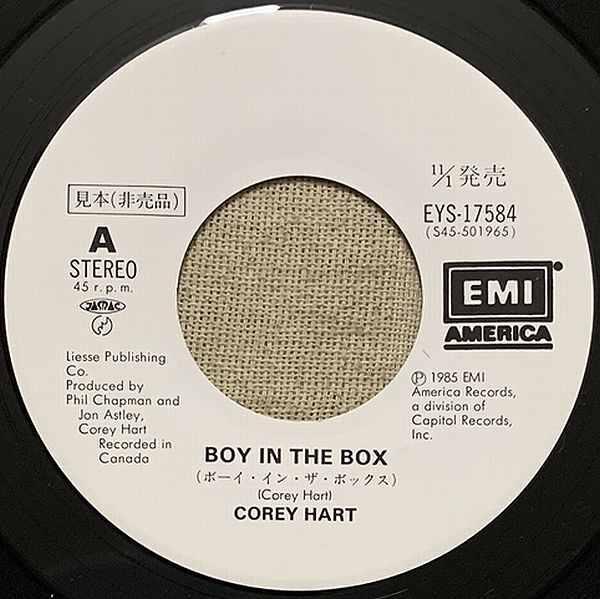 見本(非売品)
A
STEREO
45 r.p.m.
JASRAC
Liesse Publishing
Co.
Produced by
Phil Chapman and
Jon Astley,
Corey Hart
Recorded in
Canada
11/1 発売
EYS-17584
(S45-501965)
EMI
AMERICA
Ⓟ 1985 EMI
America Records,
a division of
Capitol Records,
Inc.
BOY IN THE BOX
(ボーイ・イン・ザ・ボックス)
(Corey Hart)
COREY HART